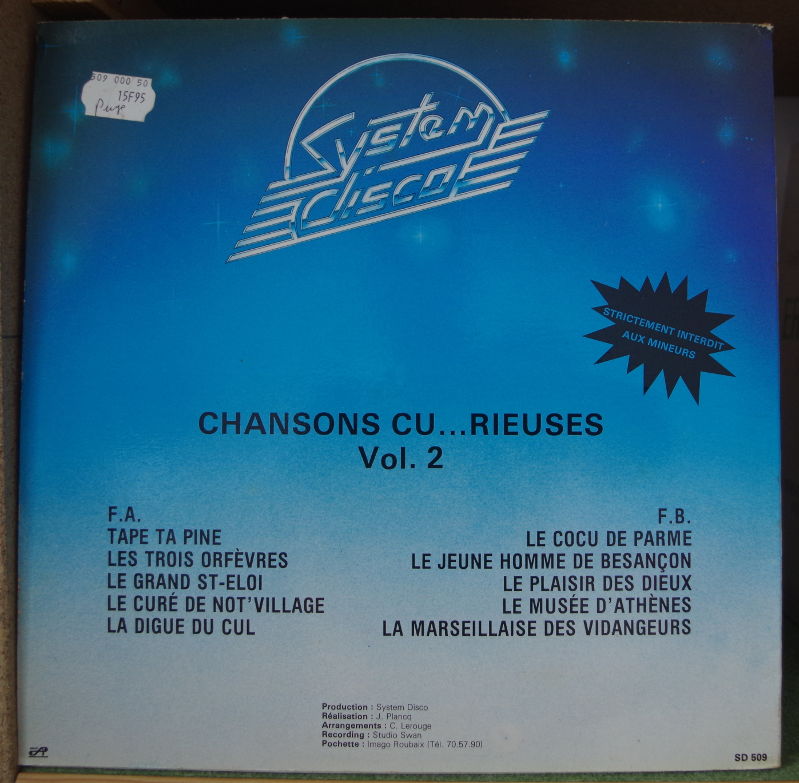 509 000 50
15F95
System
disco
STRICTEMENT INTERDIT
AUX MINEURS
CHANSONS CU...RIEUSES
Vol. 2
F.A.
TAPE TA PINE
LES TROIS ORFÈVRES
LE GRAND ST-ELOI
LE CURÉ DE NOT'VILLAGE
LA DIGUE DU CUL
F.B.
LE COCU DE PARME
LE JEUNE HOMME DE BESANÇON
LE PLAISIR DES DIEUX
LE MUSÉE D'ATHÈNES
LA MARSEILLAISE DES VIDANGEURS
Production : System Disco
Réalisation : J. Plancq
Arrangements : C. Lerouge
Recording : Studio Swan
Pochette : Imago Roubaix (Tél. 70.57.90)
SD 509